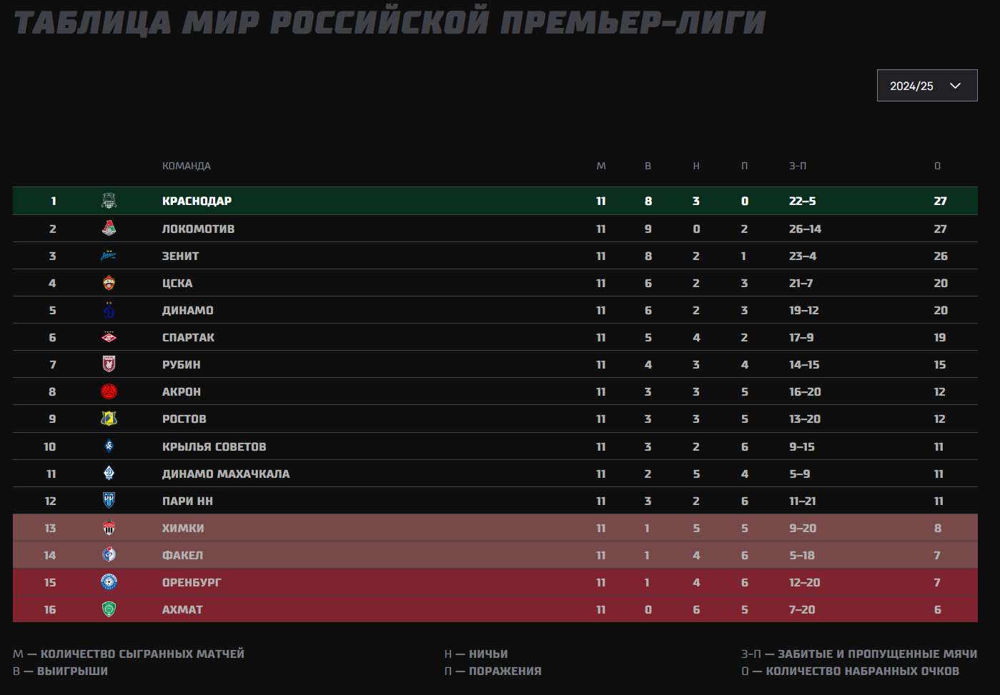 ТАБЛИЦА МИР РОССИЙСКОЙ ПРЕМЬЕР-ЛИГИ
2024/25
КОМАНДА М В Н П З-П О
1 КРАСНОДАР 11 8 3 0 22–5 27
2 ЛОКОМОТИВ 11 9 0 2 26–14 27
3 ЗЕНИТ 11 8 2 1 23–4 26
4 ЦСКА 11 6 2 3 21–7 20
5 ДИНАМО 11 6 2 3 19–12 20
6 СПАРТАК 11 5 4 2 17–9 19
7 РУБИН 11 4 3 4 14–15 15
8 АКРОН 11 3 3 5 16–20 12
9 РОСТОВ 11 3 3 5 13–20 12
10 КРЫЛЬЯ СОВЕТОВ 11 3 2 6 9–15 11
11 ДИНАМО МАХАЧКАЛА 11 2 5 4 5–9 11
12 ПАРИ НН 11 3 2 6 11–21 11
13 ХИМКИ 11 1 5 5 9–20 8
14 ФАКЕЛ 11 1 4 6 5–18 7
15 ОРЕНБУРГ 11 1 4 6 12–20 7
16 АХМАТ 11 0 6 5 7–20 6
М — КОЛИЧЕСТВО СЫГРАННЫХ МАТЧЕЙ Н — НИЧЬИ З-П — ЗАБИТЫЕ И ПРОПУЩЕННЫЕ МЯЧИ
В — ВЫИГРЫШИ П — ПОРАЖЕНИЯ О — КОЛИЧЕСТВО НАБРАННЫХ ОЧКОВ